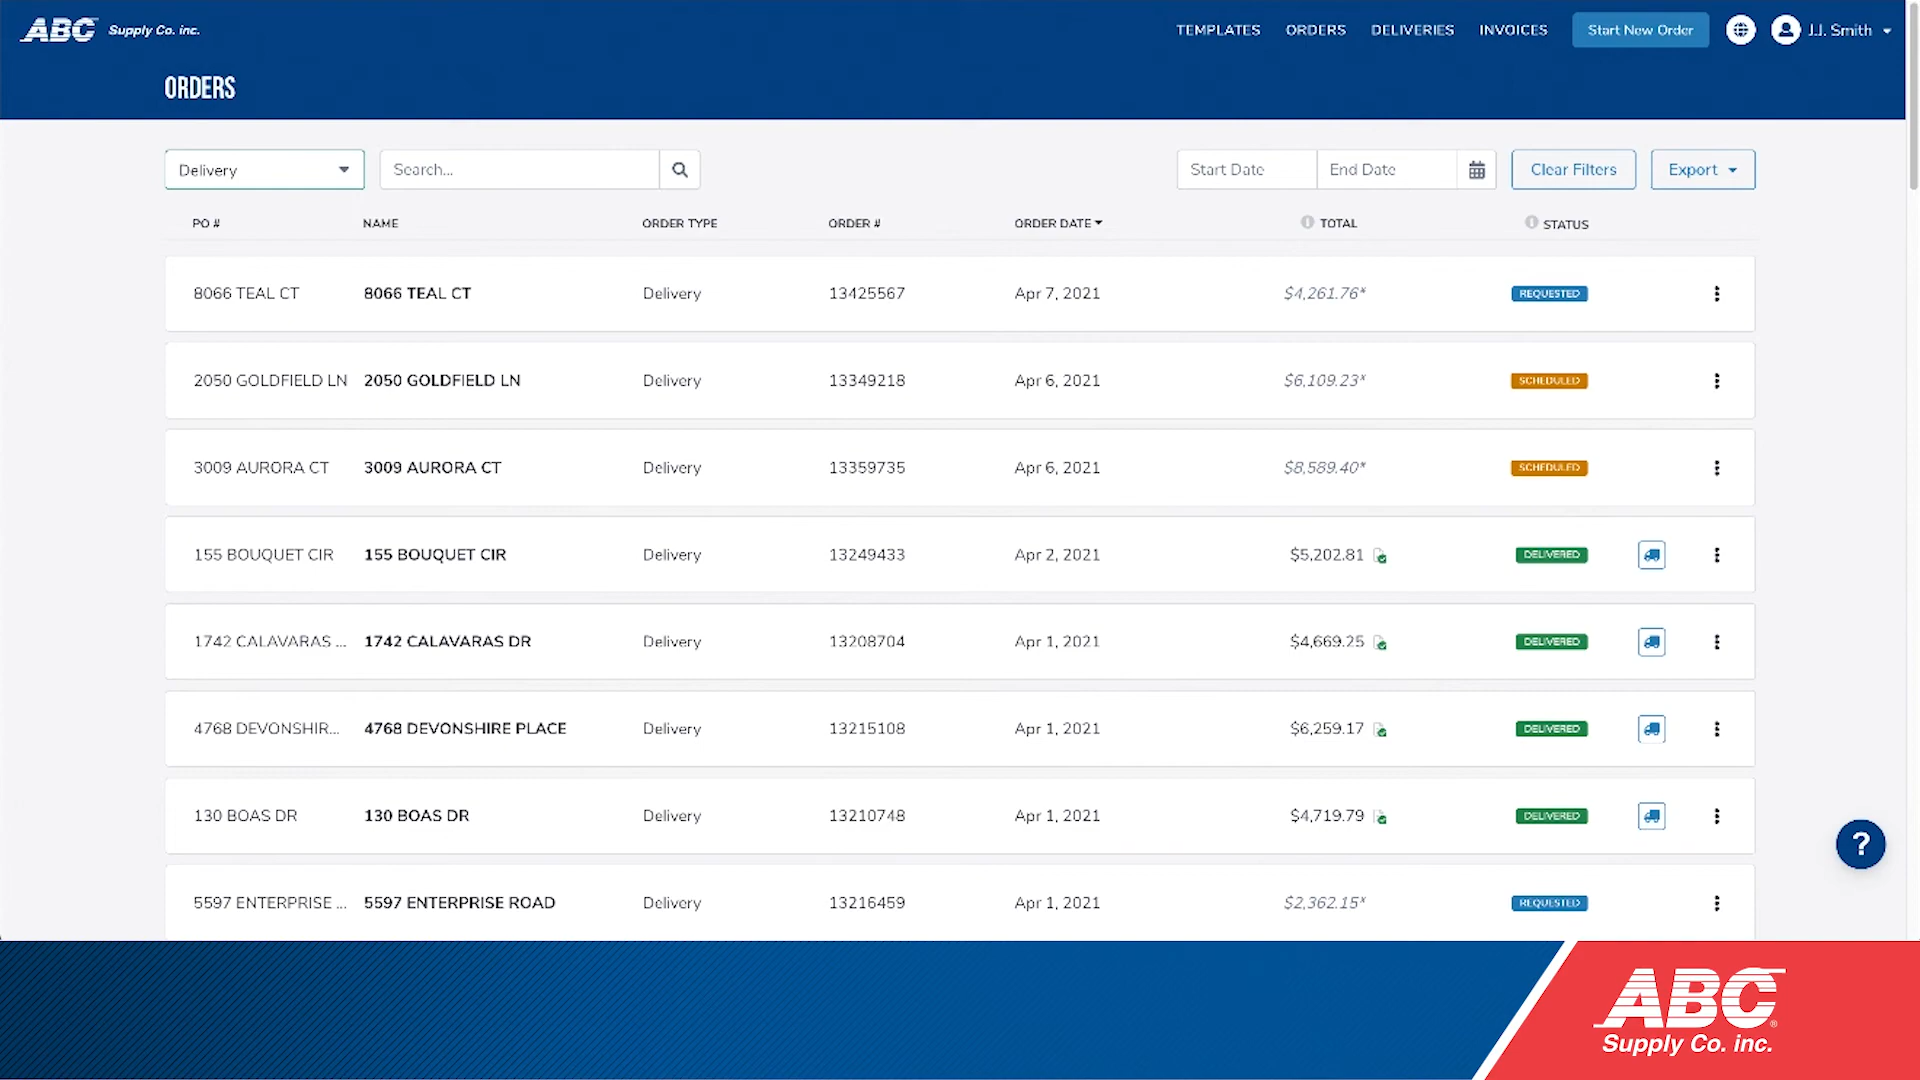 ABC Supply Co. inc.
TEMPLATES ORDERS DELIVERIES INVOICES Start New Order J.J. Smith
ORDERS
Delivery Search... Start Date End Date Clear Filters Export
PO # NAME ORDER TYPE ORDER # ORDER DATE TOTAL STATUS
8066 TEAL CT 8066 TEAL CT Delivery 13425567 Apr 7, 2021 $4,261.76* REQUESTED
2050 GOLDFIELD LN 2050 GOLDFIELD LN Delivery 13349218 Apr 6, 2021 $6,109.23* SCHEDULED
3009 AURORA CT 3009 AURORA CT Delivery 13359735 Apr 6, 2021 $8,589.40* SCHEDULED
155 BOUQUET CIR 155 BOUQUET CIR Delivery 13249433 Apr 2, 2021 $5,202.81 DELIVERED
1742 CALAVARAS ... 1742 CALAVARAS DR Delivery 13208704 Apr 1, 2021 $4,669.25 DELIVERED
4768 DEVONSHIR... 4768 DEVONSHIRE PLACE Delivery 13215108 Apr 1, 2021 $6,259.17 DELIVERED
130 BOAS DR 130 BOAS DR Delivery 13210748 Apr 1, 2021 $4,719.79 DELIVERED
?
5597 ENTERPRISE ... 5597 ENTERPRISE ROAD Delivery 13216459 Apr 1, 2021 $2,362.15* REQUESTED
ABC®
Supply Co. inc.